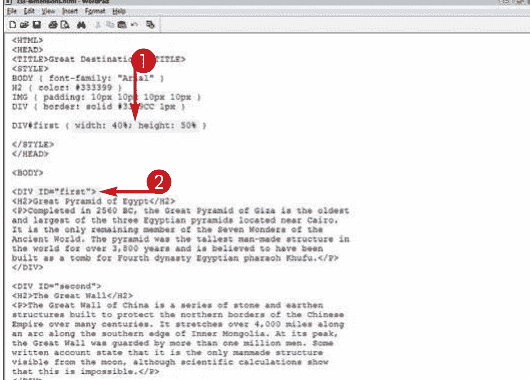 File Edit View Insert Format Help
1
<HTML>
<HEAD>
<TITLE>Great Destinations</TITLE>
<STYLE>
BODY { font-family: "Arial" }
H2 { color: #333399 }
IMG { padding: 10px 10px 10px 10px }
DIV { border: solid #3399CC 1px }
DIV#first { width: 40%; height: 50% }
</STYLE>
</HEAD>
<BODY>
2
<DIV ID="first">
<H2>Great Pyramid of Egypt</H2>
<P>Completed in 2560 BC, the Great Pyramid of Giza is the oldest
and largest of the three Egyptian pyramids located near Cairo.
It is the only remaining member of the Seven Wonders of the
Ancient World. The pyramid was the tallest man-made structure in
the world for over 3,800 years and is believed to have been
built as a tomb for Fourth dynasty Egyptian pharaoh Khufu.</P>
</DIV>
<DIV ID="second">
<H2>The Great Wall</H2>
<P>The Great Wall of China is a series of stone and earthen
structures built to protect the northern borders of the Chinese
Empire over many centuries. It stretches over 4,000 miles along
an arc along the southern edge of Inner Mongolia. At its peak,
the Great Wall was guarded by more than one million men. Some
written account state that it is the only manmade structure
visible from the moon, although scientific calculations show
that this is impossible.</P>